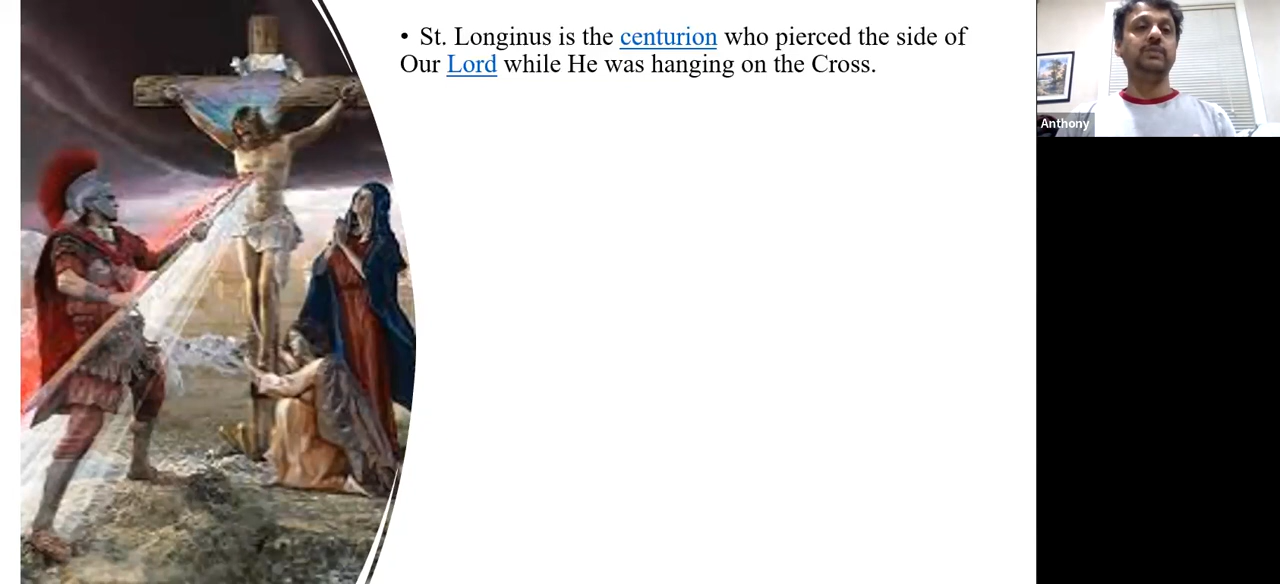 • St. Longinus is the centurion who pierced the side of
Our Lord while He was hanging on the Cross.
Anthony